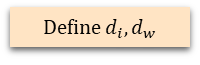 Define $d_i, d_w$